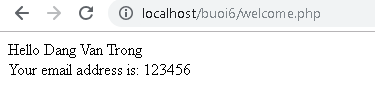 localhost/buoi6/welcome.php
Hello Dang Van Trong
Your email address is: 123456